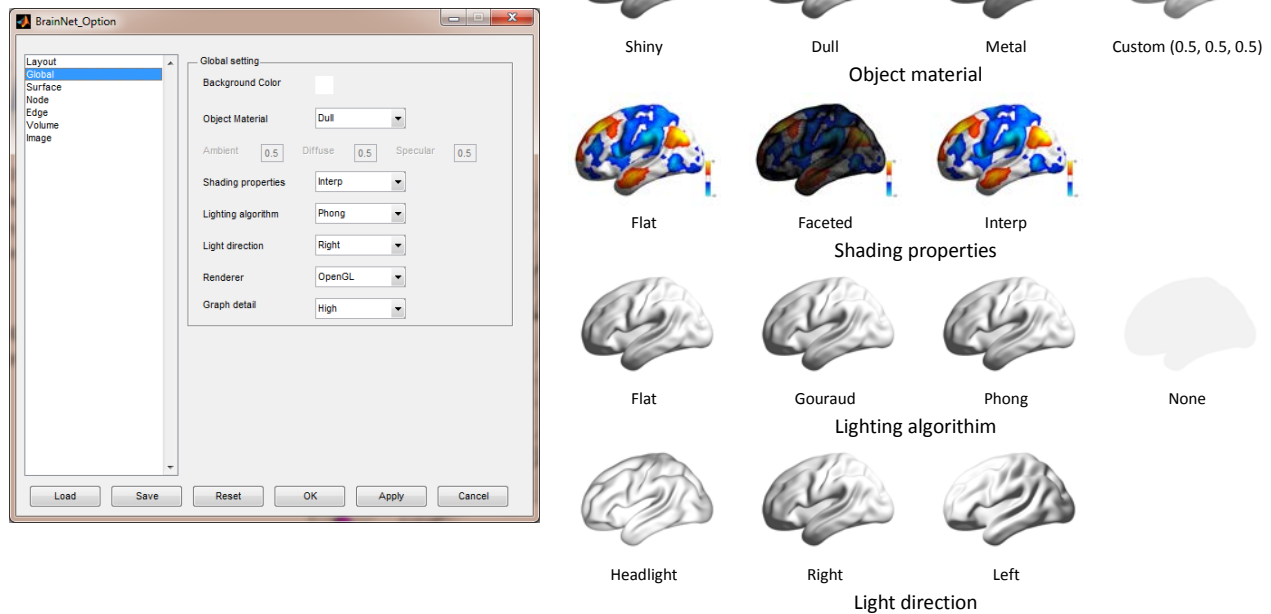 BrainNet_Option
Layout
Global
Surface
Node
Edge
Volume
Image
Global setting
Background Color
Object Material Dull
Ambient 0.5 Diffuse 0.5 Specular 0.5
Shading properties Interp
Lighting algorithm Phong
Light direction Right
Renderer OpenGL
Graph detail High
Load Save Reset OK Apply Cancel
Shiny Dull Metal Custom (0.5, 0.5, 0.5)
Object material
Flat Faceted Interp
Shading properties
Flat Gouraud Phong None
Lighting algorithim
Headlight Right Left
Light direction